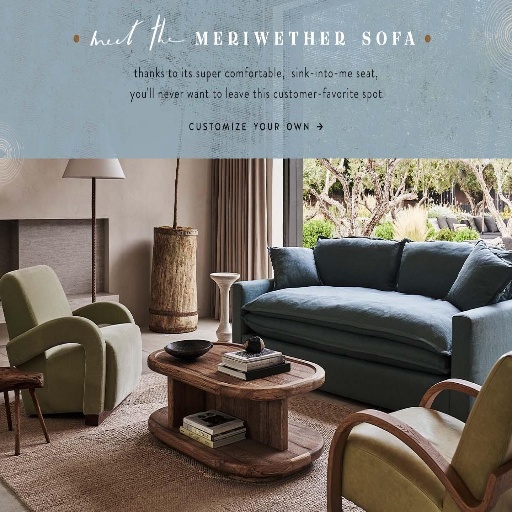 meet the MERIWETHER SOFA
thanks to its super comfortable, sink-into-me seat,
you'll never want to leave this customer-favorite spot.
CUSTOMIZE YOUR OWN →